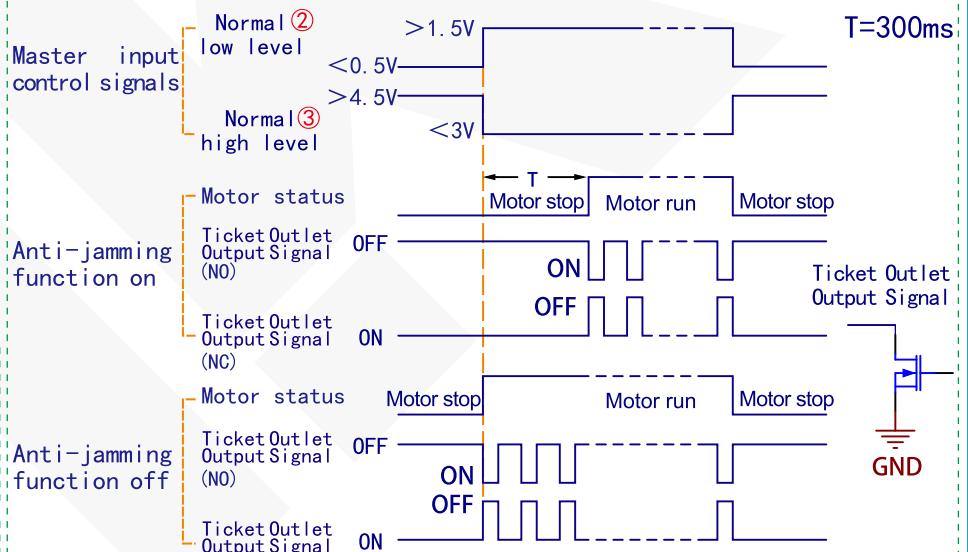 Normal②
low level
>1.5V
T=300ms
Master input
control signals
<0.5V
>4.5V
Normal③
high level
<3V
T
Motor status
Motor stop
Motor run
Motor stop
Anti-jamming
function on
Ticket Outlet
Output Signal
(NO)
OFF
ON
Ticket Outlet
Output Signal
OFF
Ticket Outlet
Output Signal
(NC)
ON
Motor status
Motor stop
Motor run
Motor stop
Anti-jamming
function off
Ticket Outlet
Output Signal
(NO)
OFF
ON
GND
OFF
Ticket Outlet
Output Signal
ON